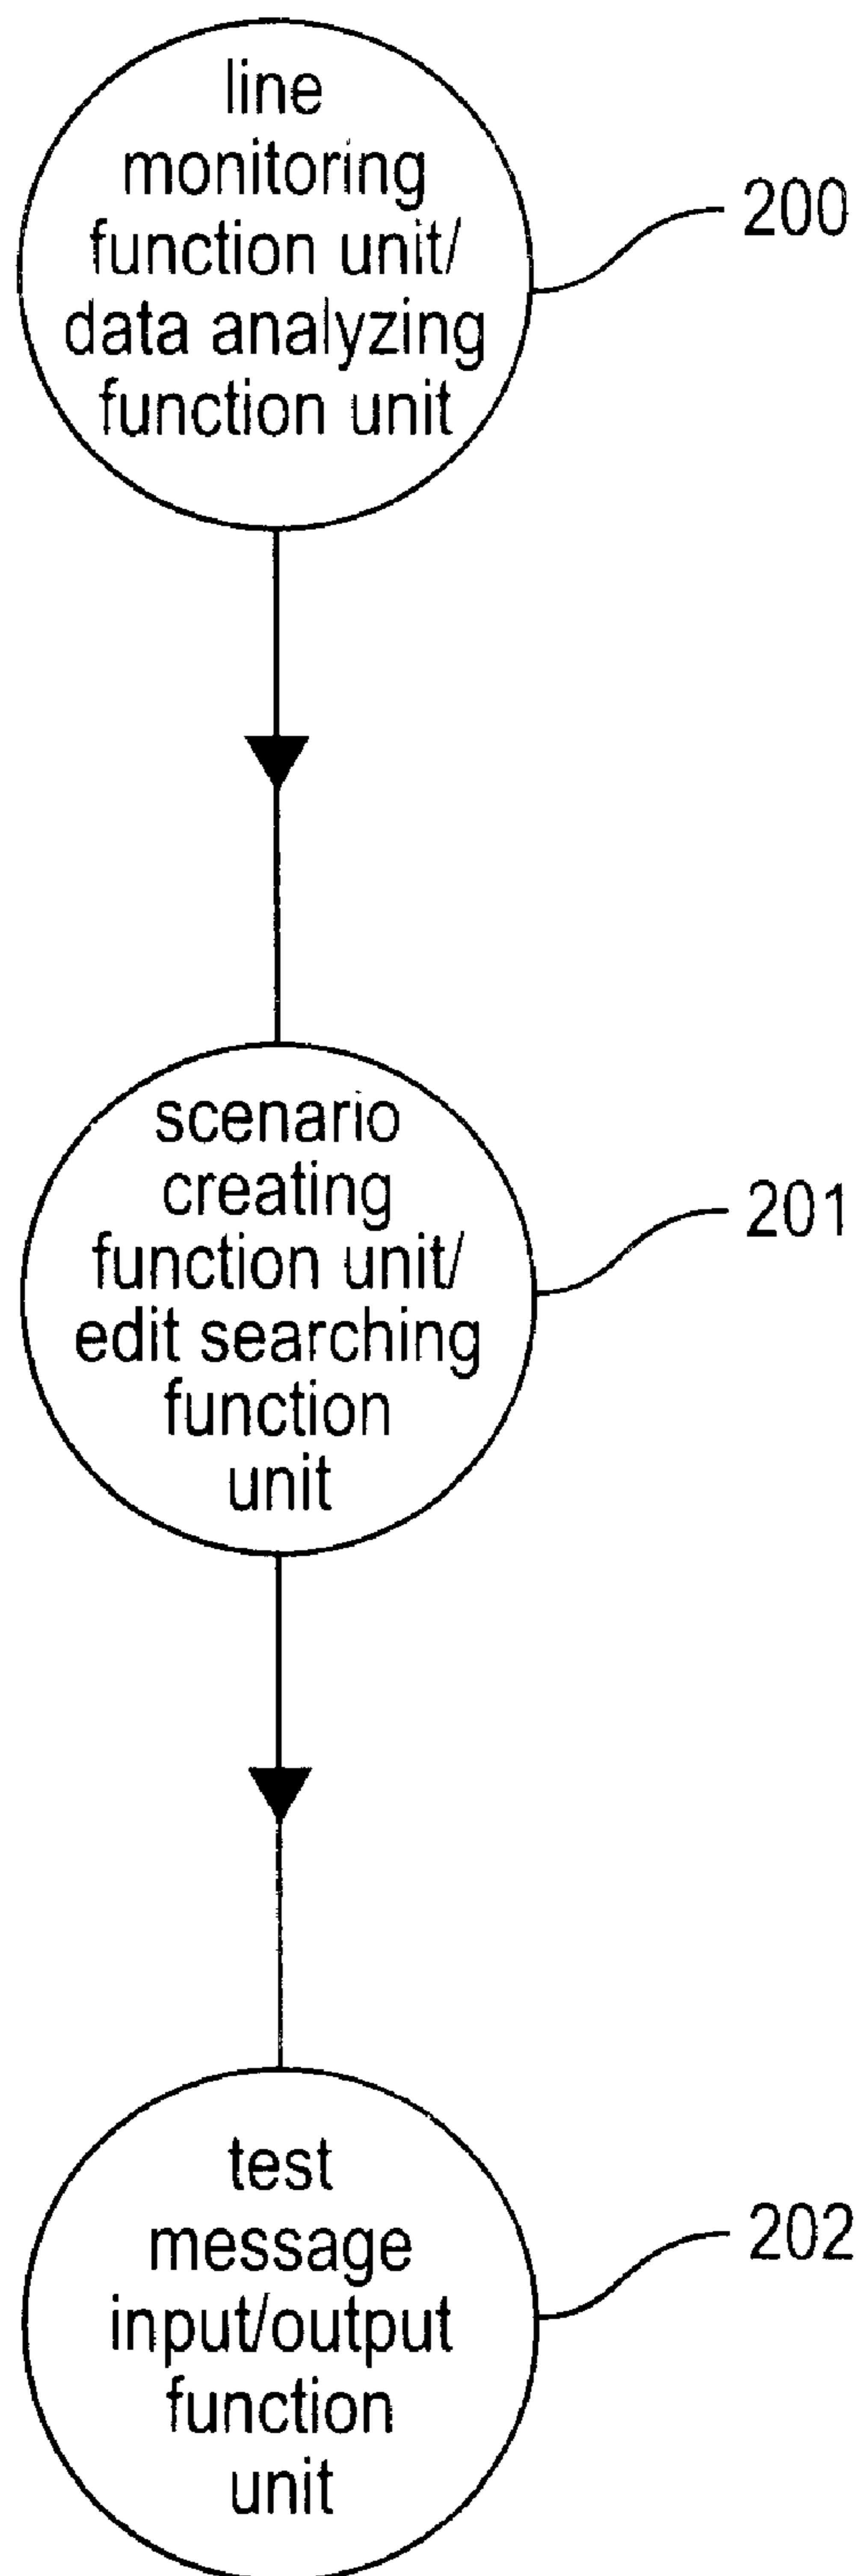 line
monitoring
function unit/
data analyzing
function unit
200
scenario
creating
function unit/
edit searching
function
unit
201
test
message
input/output
function
unit
202